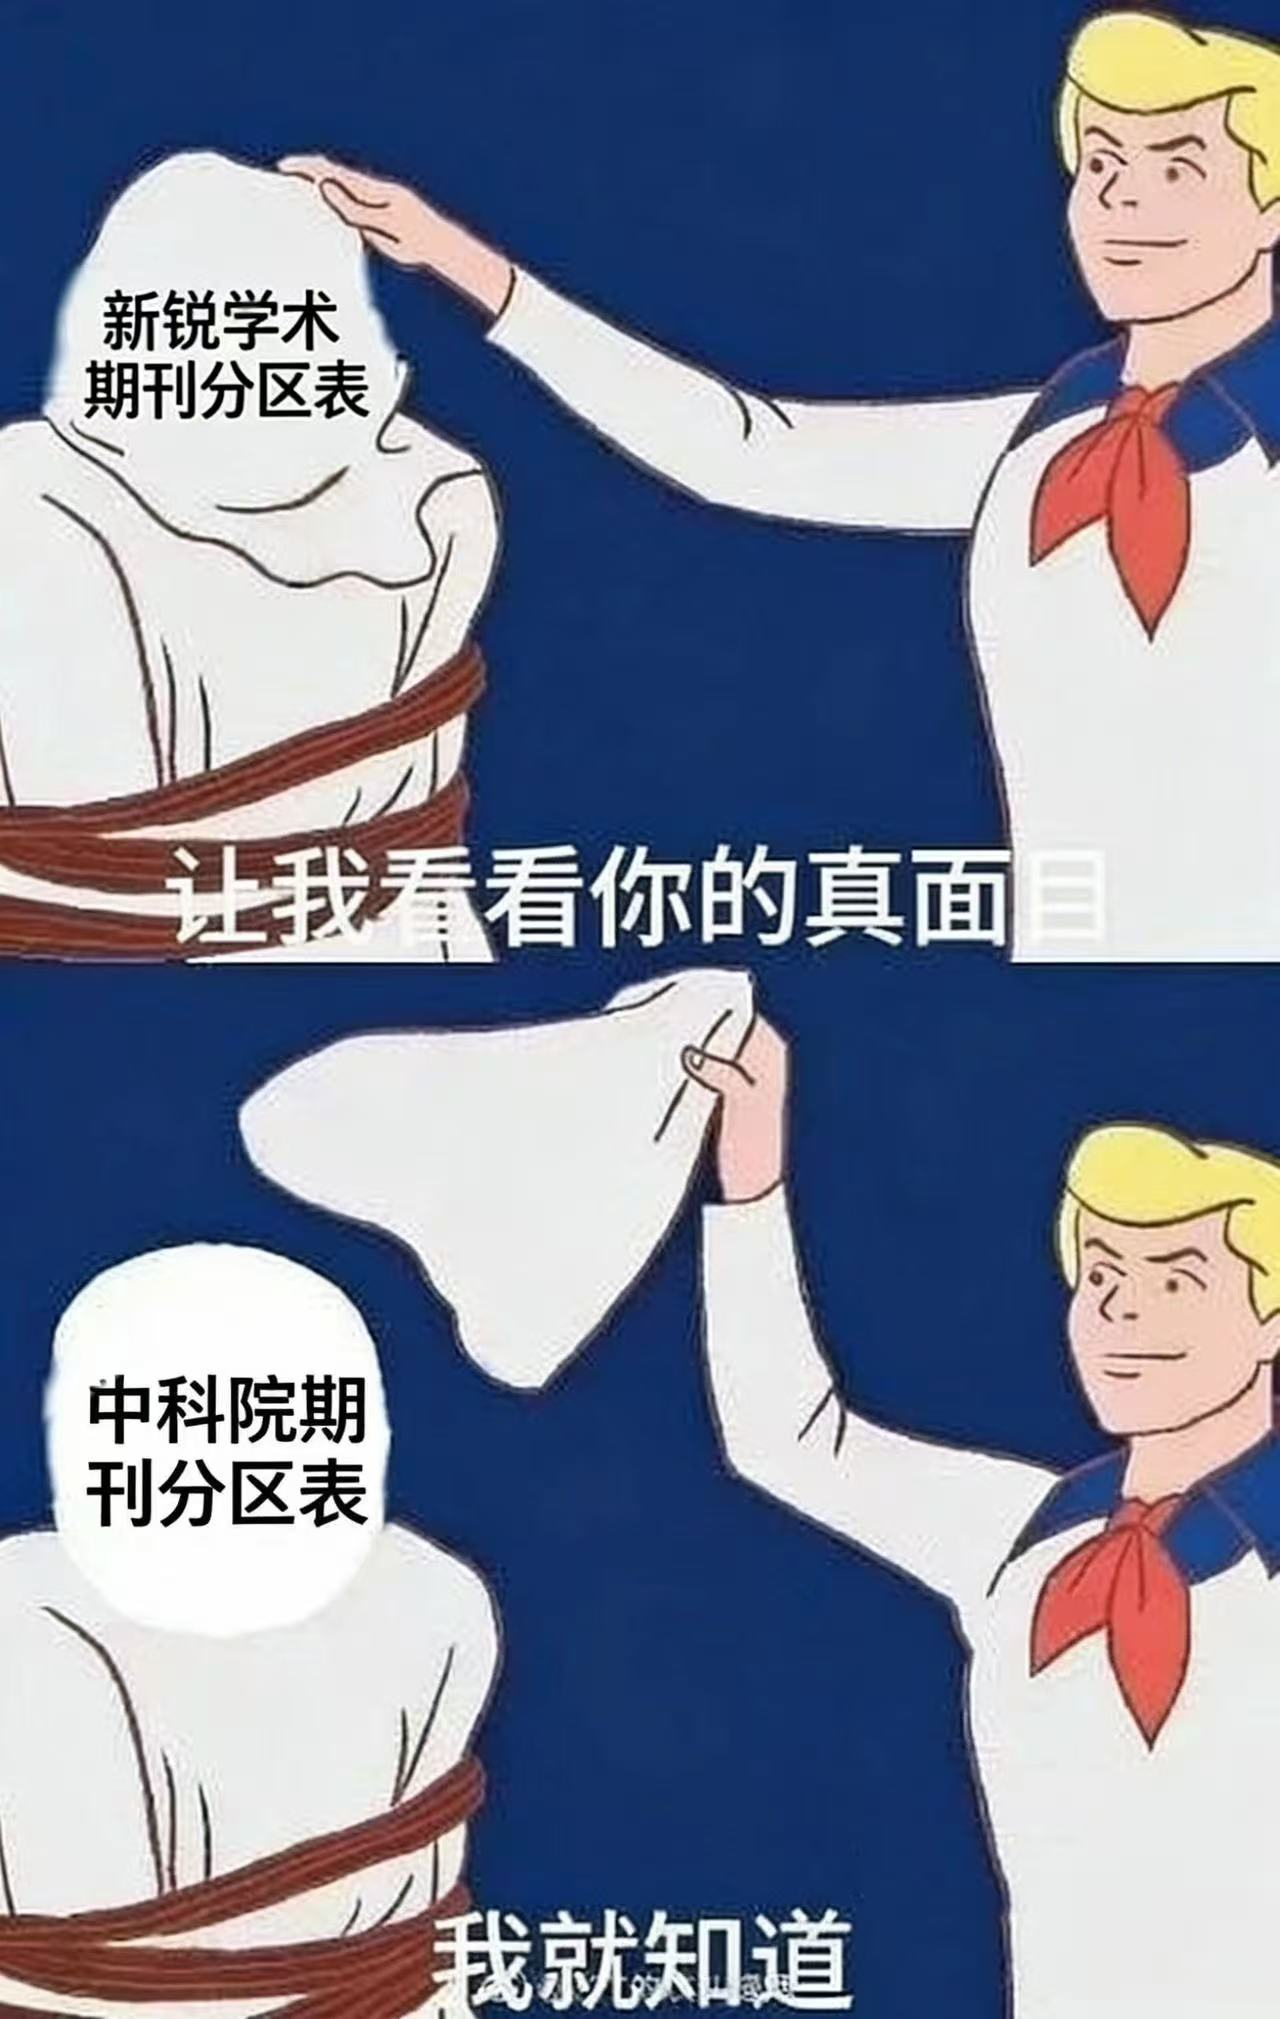 新锐学术
期刊分区表
让我看看你的真面目
中科院期
刊分区表
我就知道